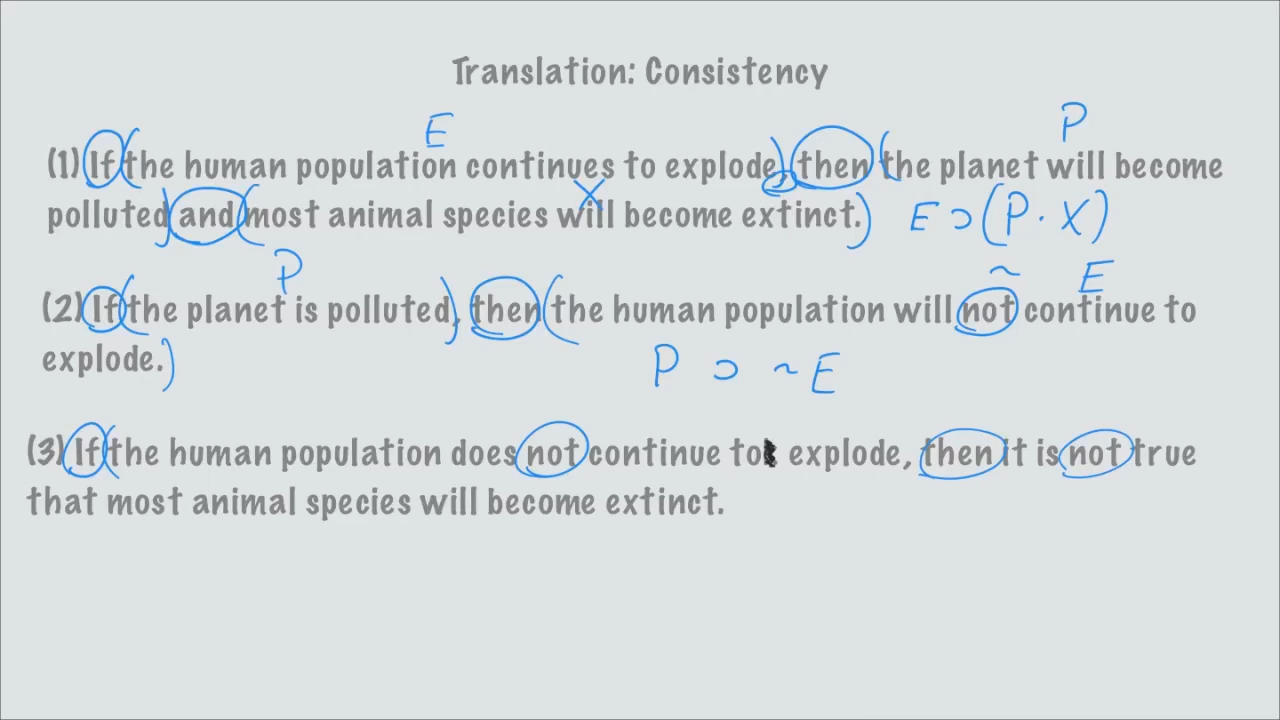 Translation: Consistency
E P
(1) If (the human population continues to explode), then (the planet will become
X
polluted) and (most animal species will become extinct.) E ⊃ (P · X)
P ~ E
(2) If (the planet is polluted), then (the human population will not continue to
explode.)
P ⊃ ~E
(3) If (the human population does not continue to explode, then it is not true
that most animal species will become extinct.